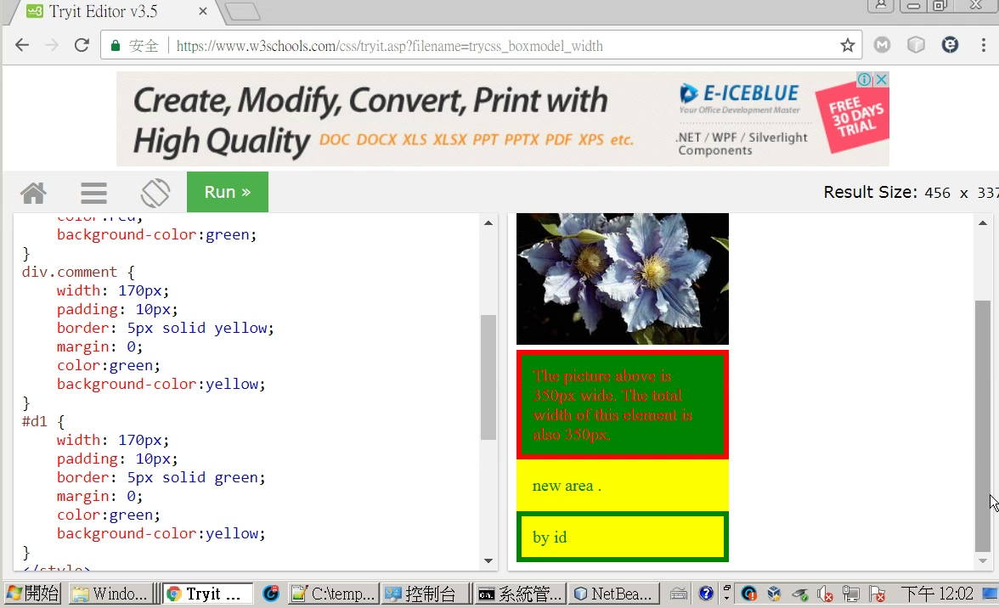 Tryit Editor v3.5
安全 https://www.w3schools.com/css/tryit.asp?filename=trycss_boxmodel_width
Create, Modify, Convert, Print with
High Quality DOC DOCX XLS XLSX PPT PPTX PDF XPS etc.
E-ICEBLUE
Your Office Development Master
.NET / WPF / Silverlight
Components
FREE
30 DAYS
TRIAL
Run »
Result Size: 456 x 337
color:red;
background-color:green;
}
div.comment {
width: 170px;
padding: 10px;
border: 5px solid yellow;
margin: 0;
color:green;
background-color:yellow;
}
#d1 {
width: 170px;
padding: 10px;
border: 5px solid green;
margin: 0;
color:green;
background-color:yellow;
}
</style>
The picture above is
350px wide. The total
width of this element is
also 350px.
new area .
by id
開始
Windo...
Tryit ...
C:\temp...
控制台
系統管...
NetBea...
下午 12:02